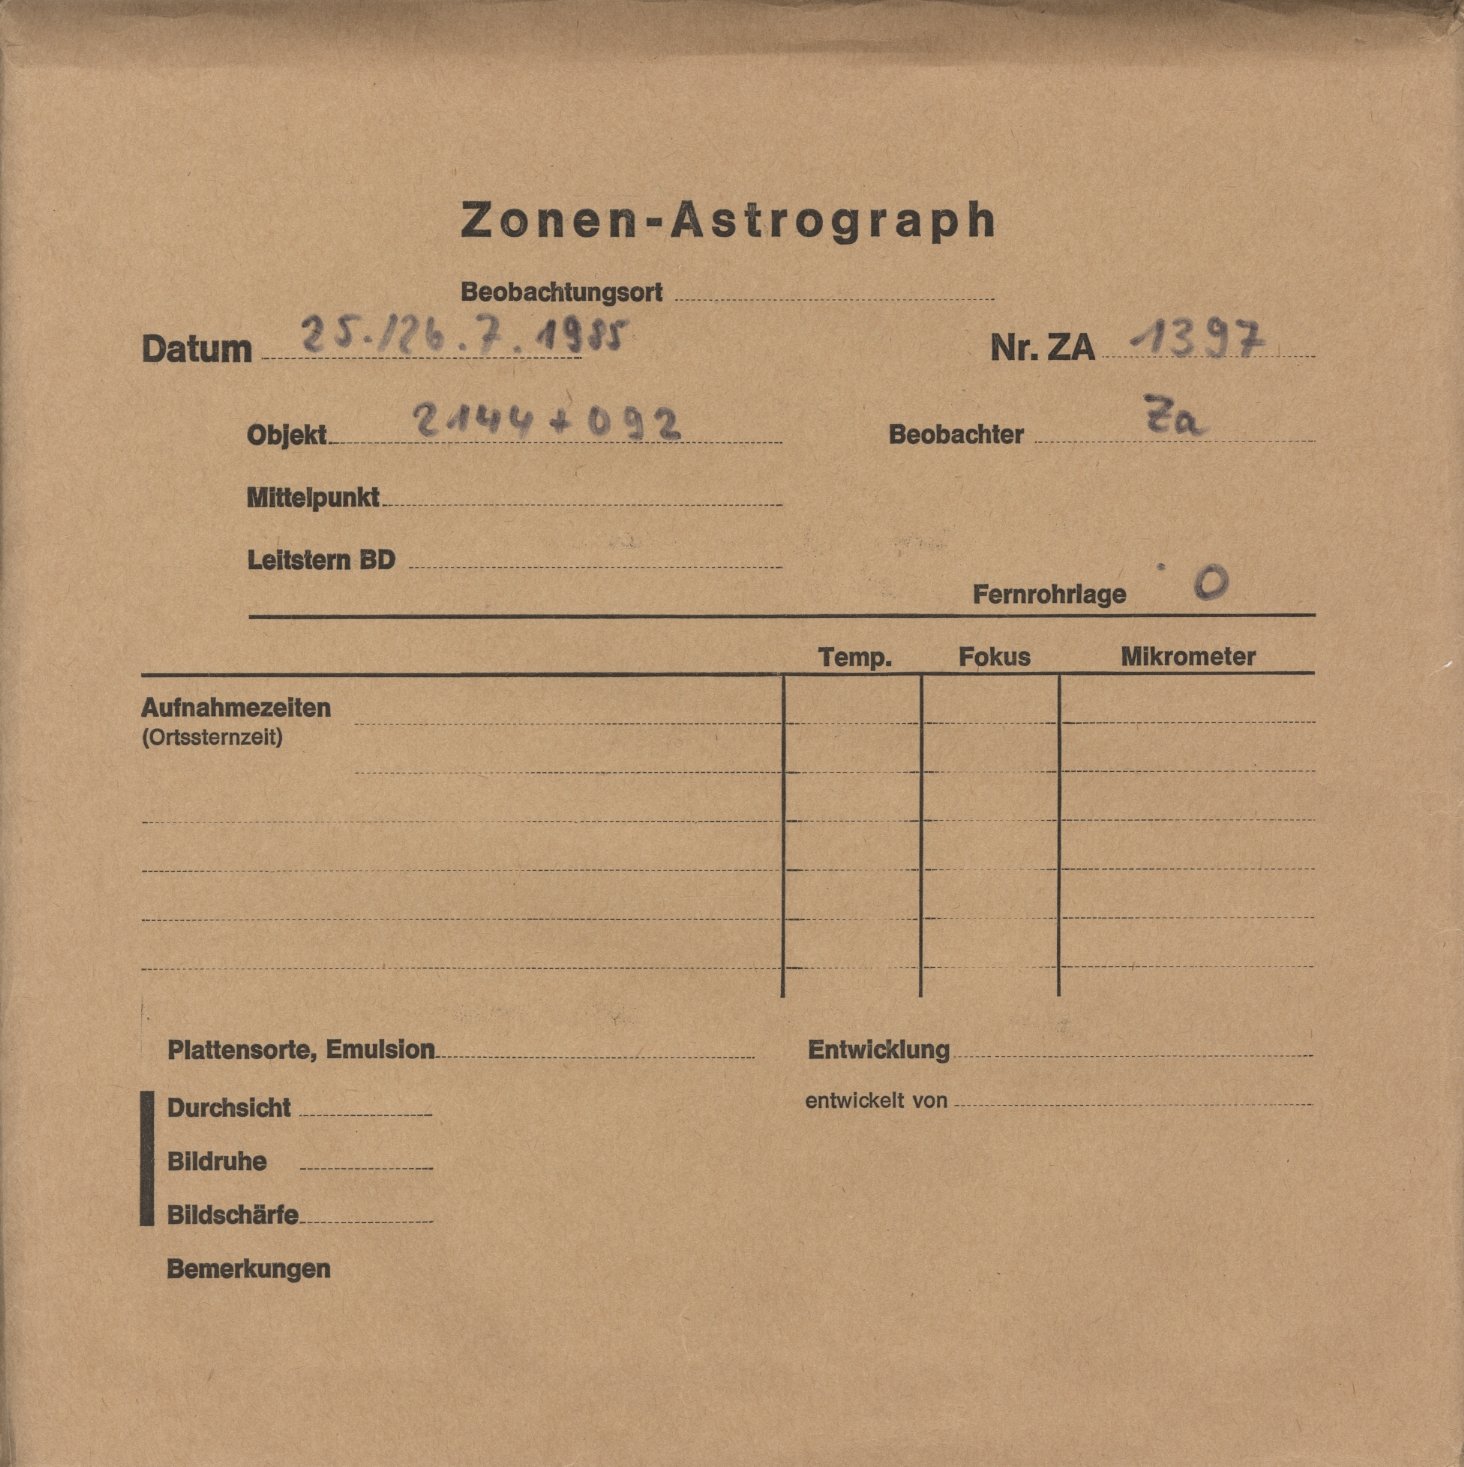 Zonen-Astrograph
Beobachtungsort
Datum 25./26.7.1985 Nr. ZA 1397
Objekt 2144+092 Beobachter Za
Mittelpunkt
Leitstern BD
Fernrohrlage O
Temp. Fokus Mikrometer
Aufnahmezeiten
(Ortssternzeit)
Plattensorte, Emulsion Entwicklung
Durchsicht entwickelt von
Bildruhe
Bildschärfe
Bemerkungen